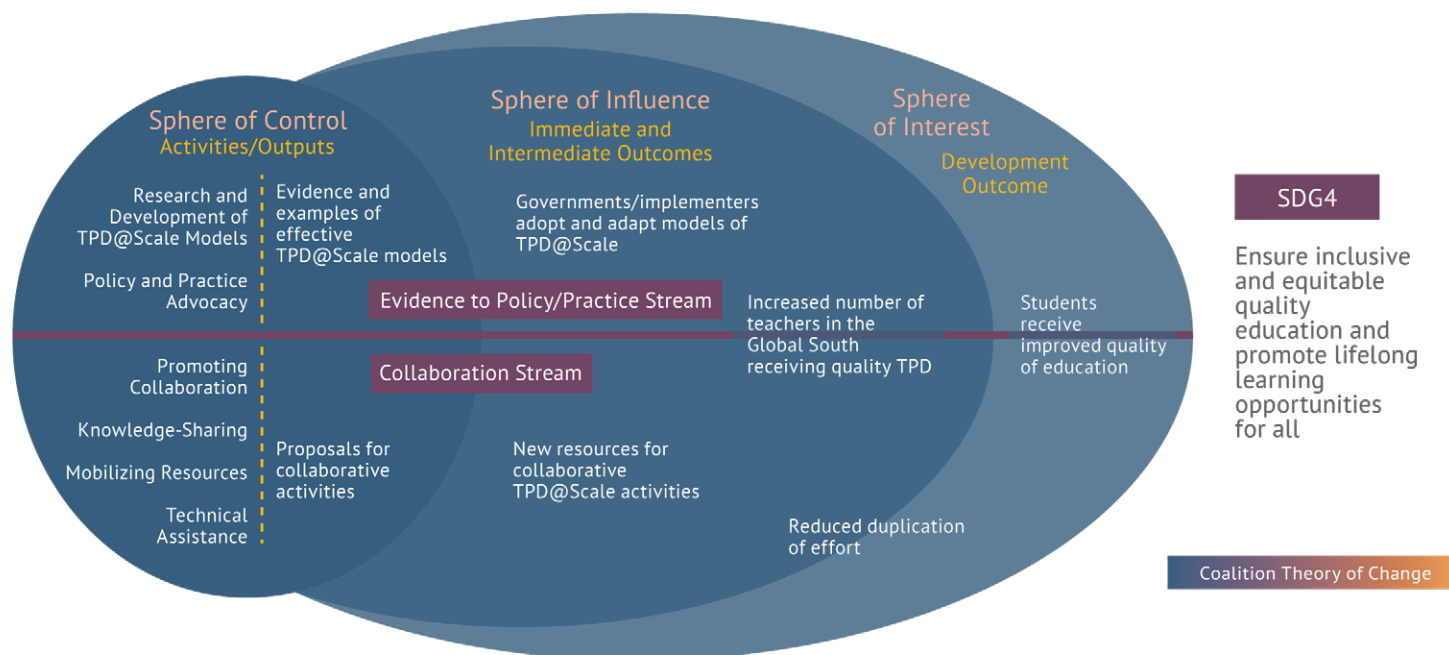 Sphere of Control
Activities/Outputs
Research and
Development of
TPD@Scale Models
Policy and Practice
Advocacy
Evidence and
examples of
effective
TPD@Scale models
Promoting
Collaboration
Knowledge-Sharing
Mobilizing Resources
Technical
Assistance
Proposals for
collaborative
activities
Sphere of Influence
Immediate and
Intermediate Outcomes
Governments/implementers
adopt and adapt models of
TPD@Scale
Evidence to Policy/Practice Stream
Collaboration Stream
Increased number of
teachers in the
Global South
receiving quality TPD
New resources for
collaborative
TPD@Scale activities
Reduced duplication
of effort
Sphere
of Interest
Development
Outcome
Students
receive
improved quality
of education
SDG4
Ensure inclusive
and equitable
quality
education and
promote lifelong
learning
opportunities
for all
Coalition Theory of Change